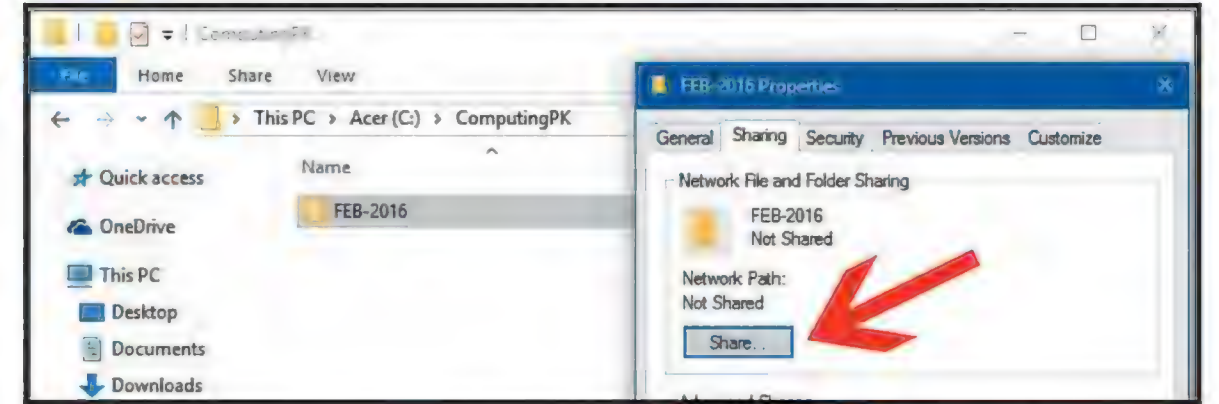 ComputingPK
File Home Share View
This PC > Acer (C:) > ComputingPK
Quick access
OneDrive
This PC
Desktop
Documents
Downloads
Name
FEB-2016
FEB-2016 Properties
General Sharing Security Previous Versions Customize
Network File and Folder Sharing
FEB-2016
Not Shared
Network Path:
Not Shared
Share...